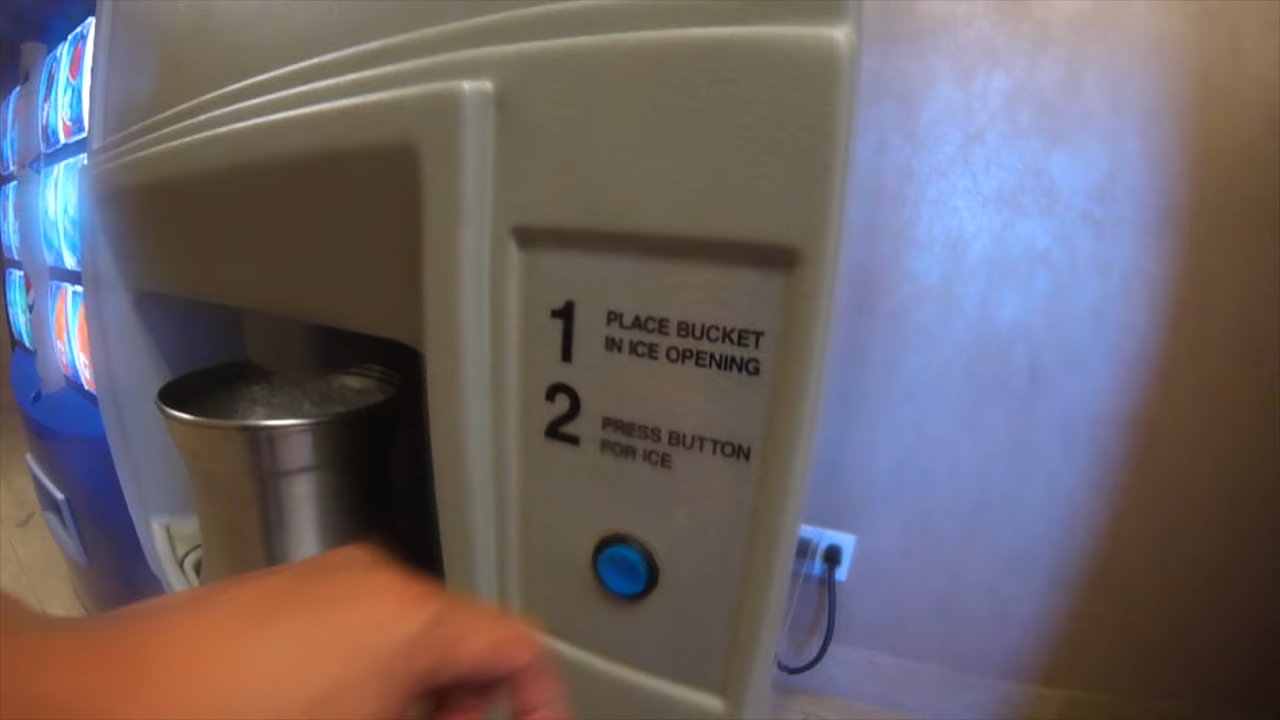 1 PLACE BUCKET
IN ICE OPENING
2 PRESS BUTTON
FOR ICE